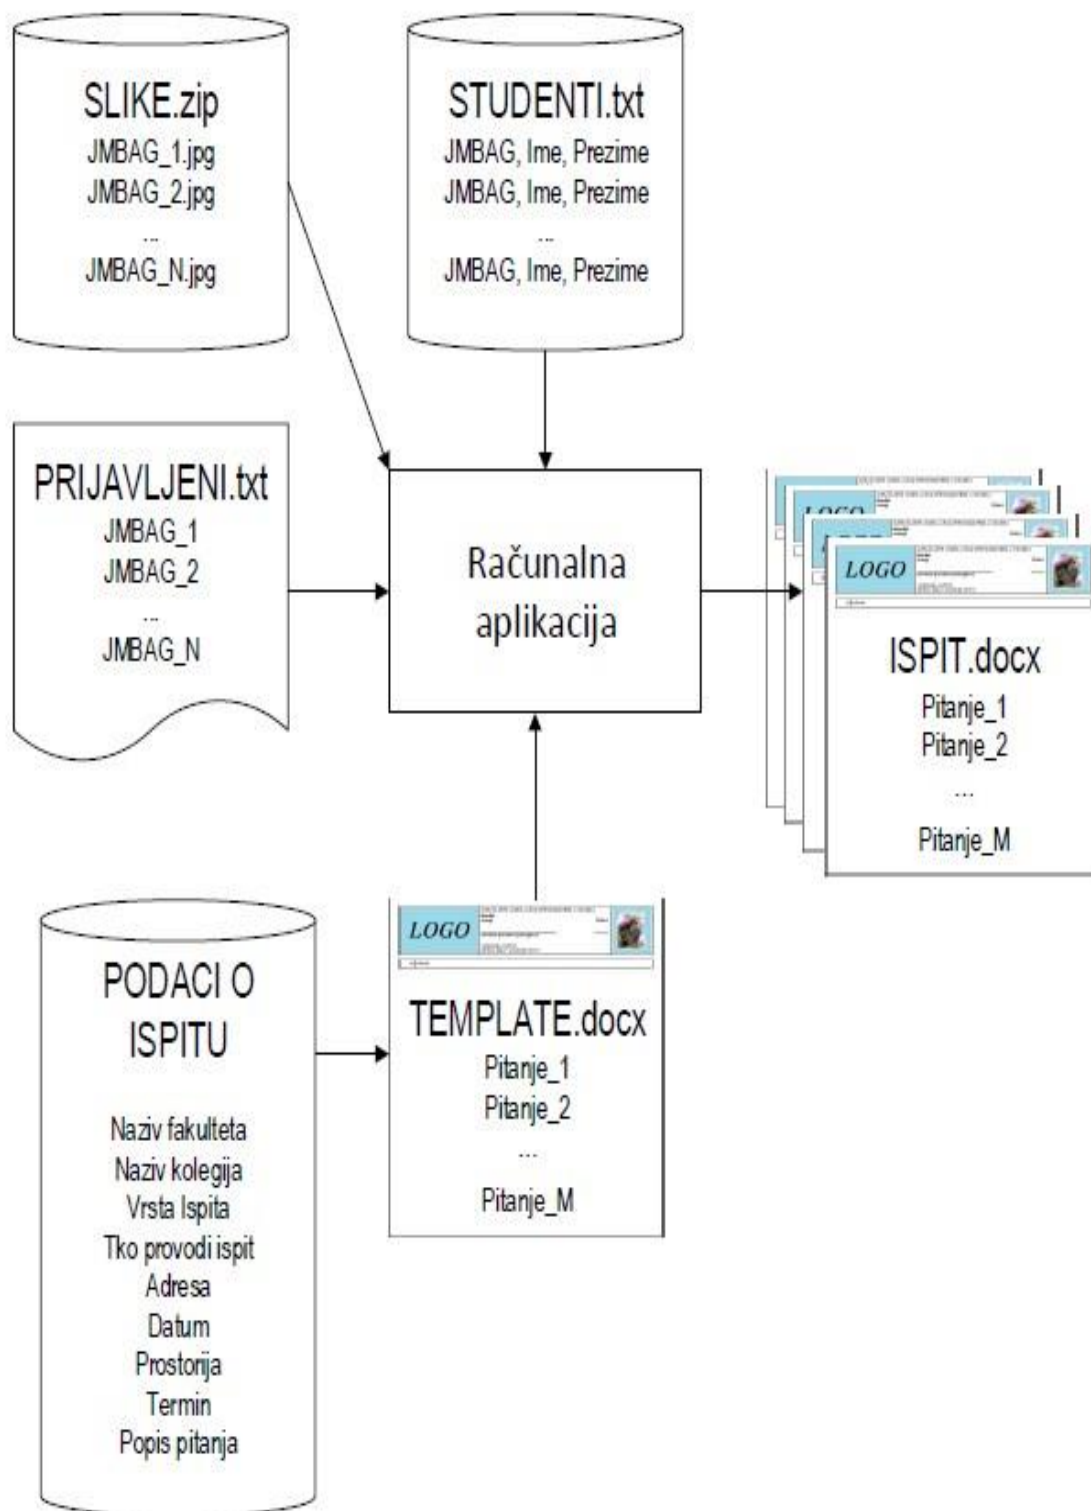 SLIKE.zip
JMBAG_1.jpg
JMBAG_2.jpg
...
JMBAG_N.jpg
STUDENTI.txt
JMBAG, Ime, Prezime
JMBAG, Ime, Prezime
...
JMBAG, Ime, Prezime
PRIJAVLJENI.txt
JMBAG_1
JMBAG_2
...
JMBAG_N
Računalna
aplikacija
LOGO
LOGO
ISPIT.docx
Pitanje_1
Pitanje_2
...
Pitanje_M
PODACI O
ISPITU
Naziv fakulteta
Naziv kolegija
Vrsta Ispita
Tko provodi ispit
Adresa
Datum
Prostorija
Termin
Popis pitanja
LOGO
TEMPLATE.docx
Pitanje_1
Pitanje_2
...
Pitanje_M